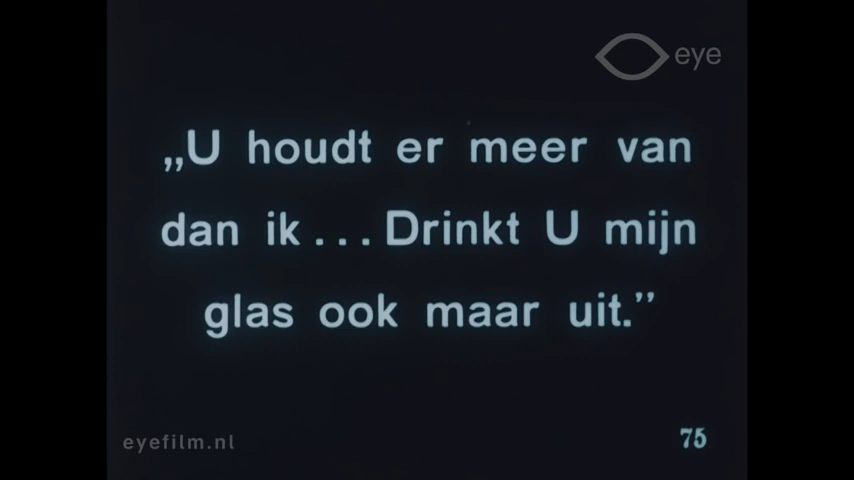 eye
„U houdt er meer van
dan ik... Drinkt U mijn
glas ook maar uit.”
eyefilm.nl
75